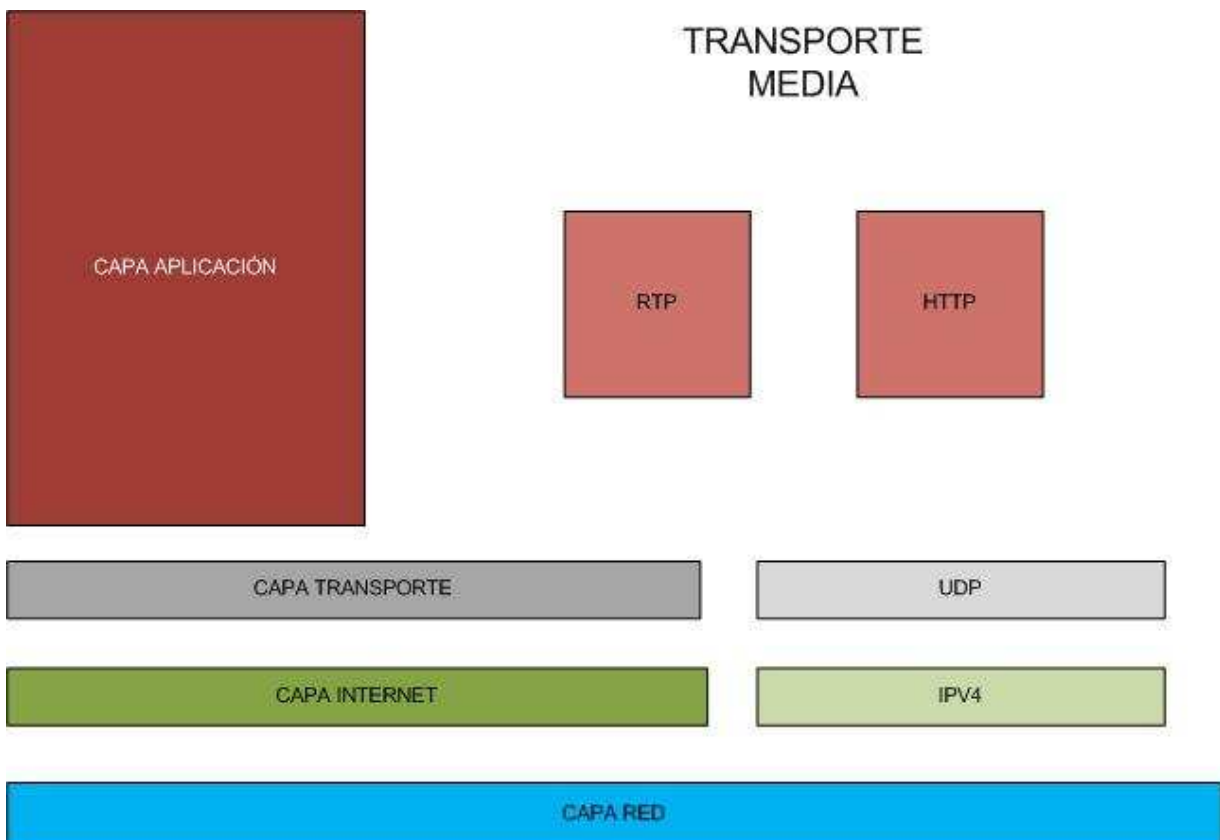 TRANSPORTE
MEDIA
CAPA APLICACIÓN
RTP
HTTP
CAPA TRANSPORTE
UDP
CAPA INTERNET
IPV4
CAPA RED